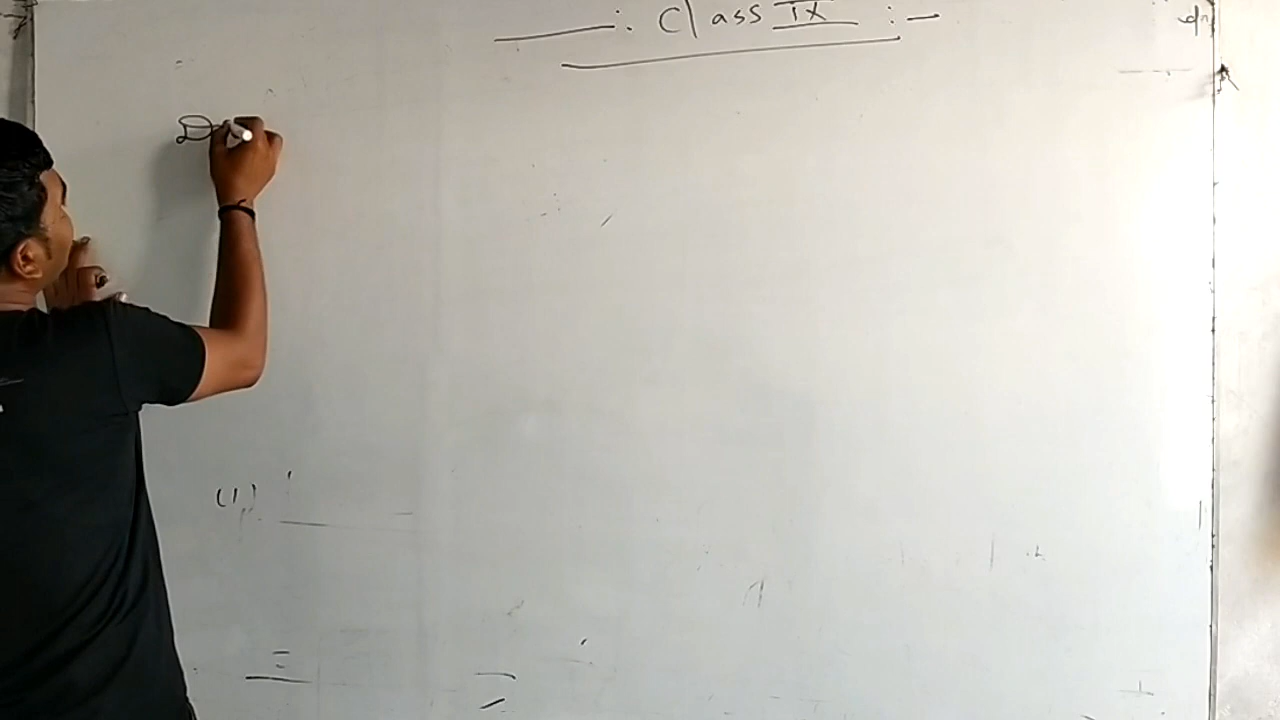 —: Class IX :—
D
(1)